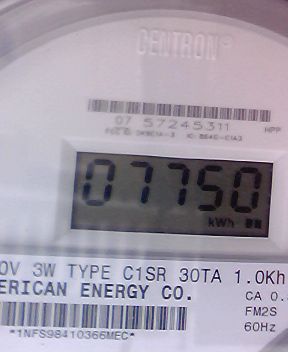 CENTRON®
07 57245311
HPP
07750
kWh
0V 3W TYPE C1SR 30TA 1.0Kh
ERICAN ENERGY CO.
CA 0.
FM2S
60Hz
*1NFS98410366MEC*